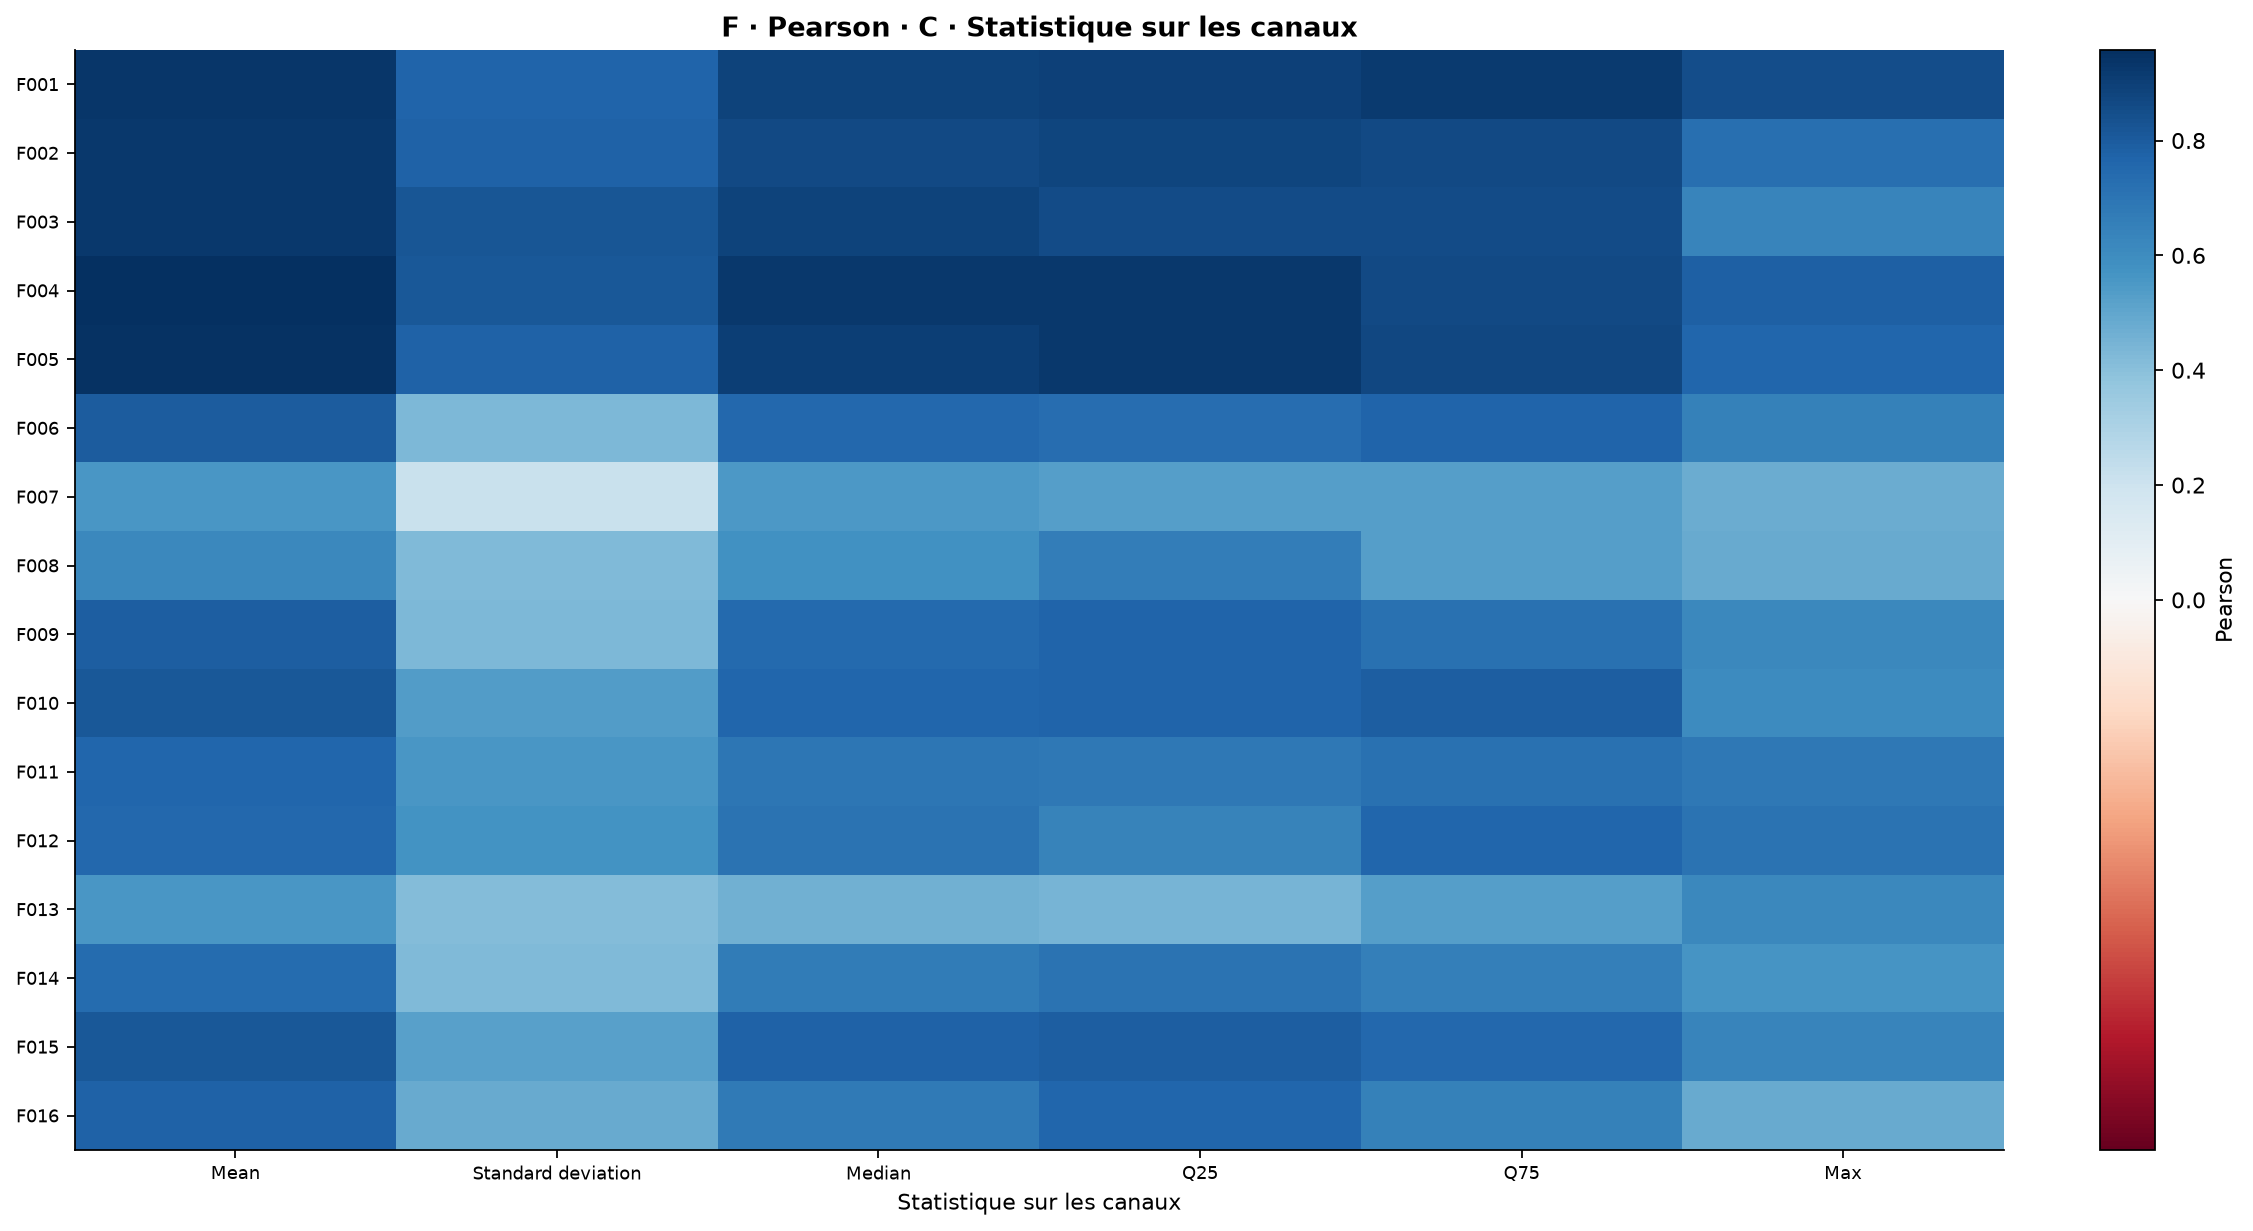 F · Pearson · C · Statistique sur les canaux
F001
F002
F003
F004
F005
F006
F007
F008
F009
F010
F011
F012
F013
F014
F015
F016
Mean Standard deviation Median Q25 Q75 Max
Statistique sur les canaux
0.8
0.6
0.4
0.2
0.0
Pearson